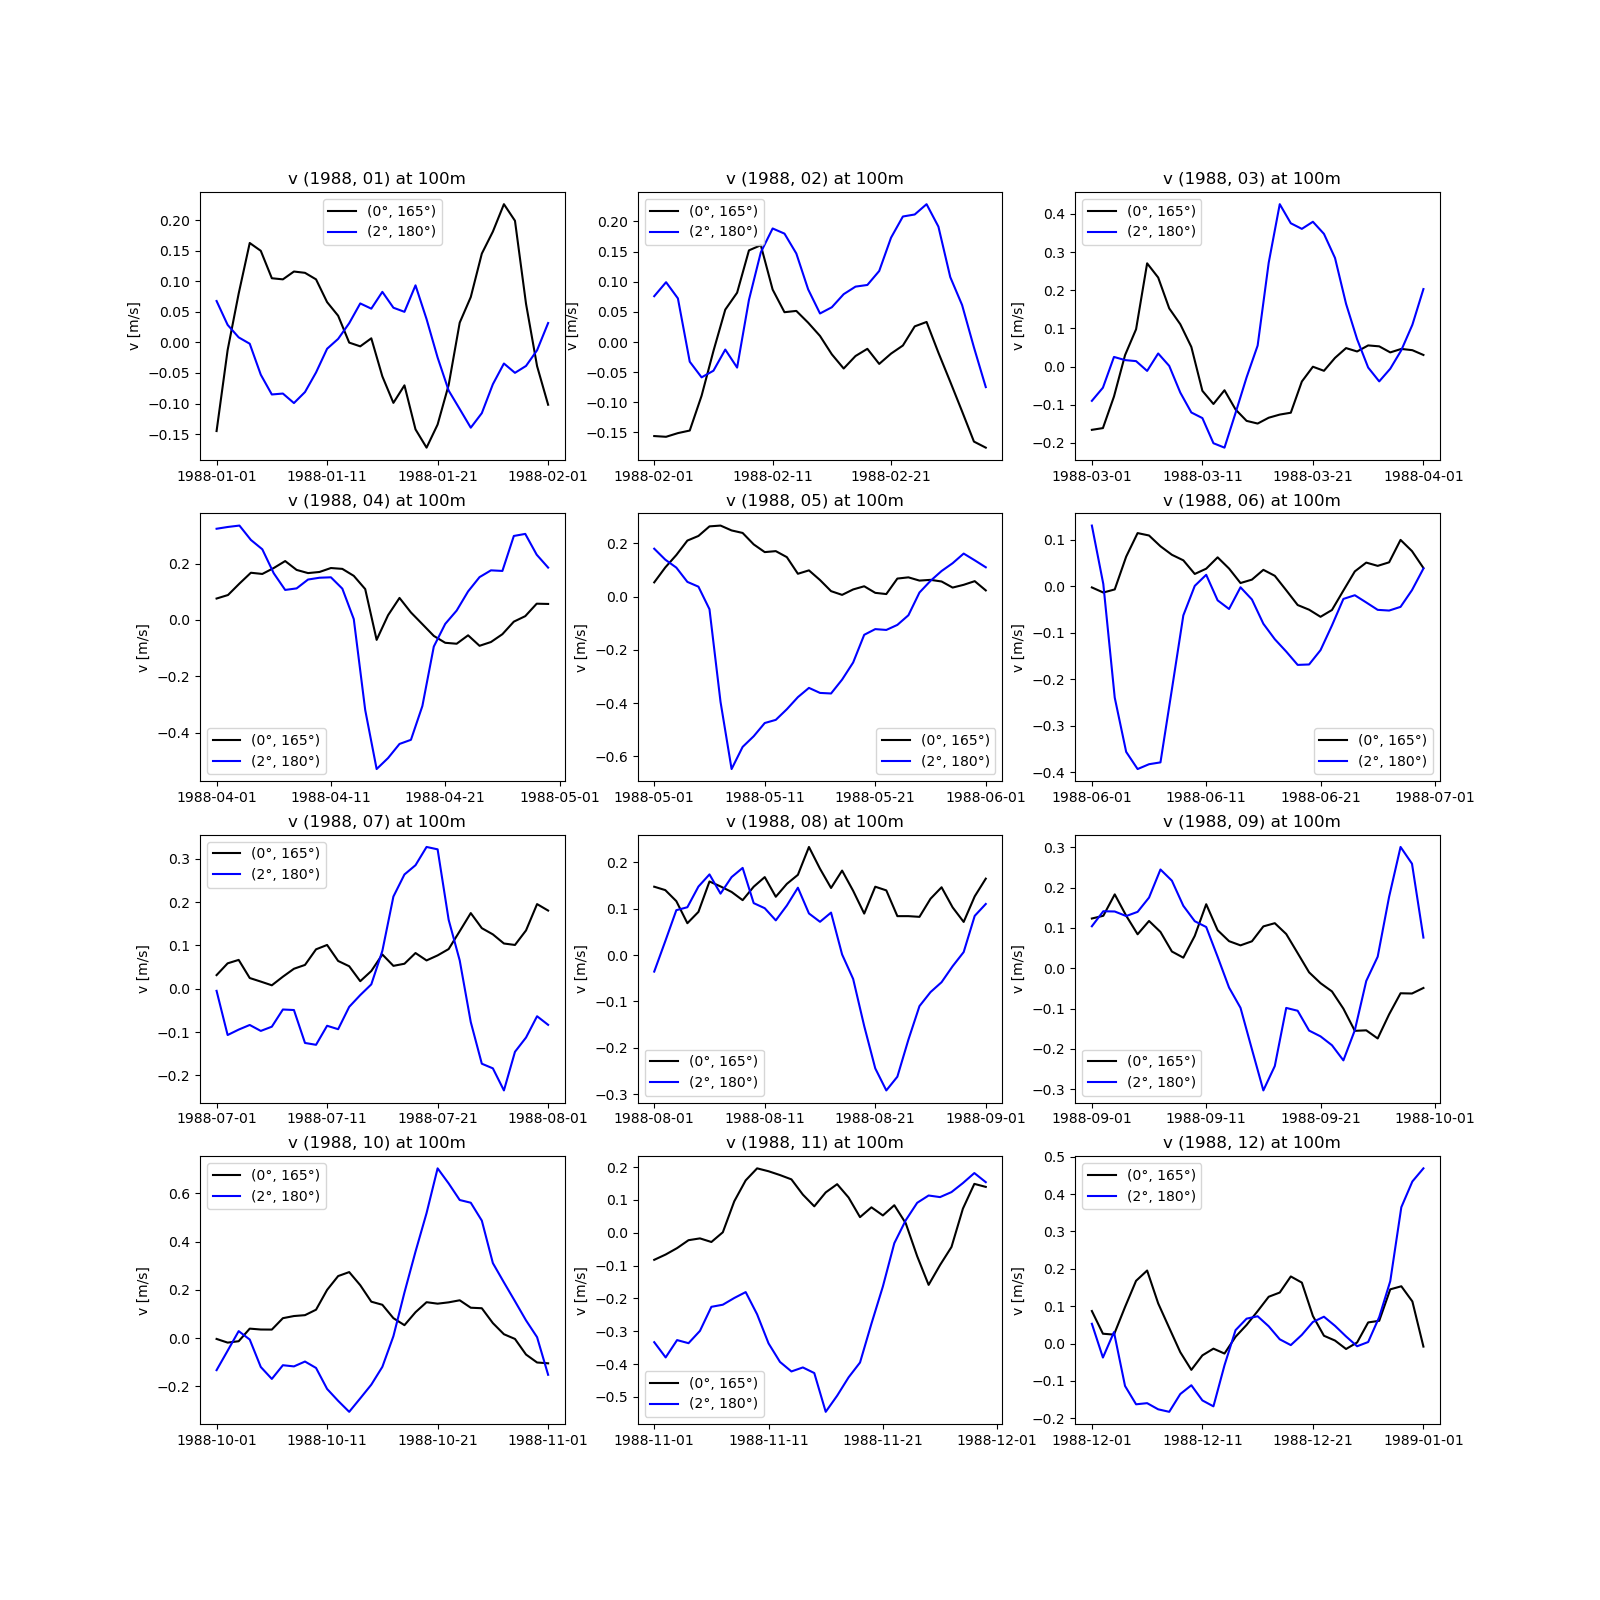 v (1988, 01) at 100m
v [m/s]
0.20
0.15
0.10
0.05
0.00
−0.05
−0.10
−0.15
(0°, 165°)
(2°, 180°)
1988-01-01 1988-01-11 1988-01-21 1988-02-01
v (1988, 02) at 100m
v [m/s]
0.20
0.15
0.10
0.05
0.00
−0.05
−0.10
−0.15
(0°, 165°)
(2°, 180°)
1988-02-01 1988-02-11 1988-02-21
v (1988, 03) at 100m
v [m/s]
0.4
0.3
0.2
0.1
0.0
−0.1
−0.2
(0°, 165°)
(2°, 180°)
1988-03-01 1988-03-11 1988-03-21 1988-04-01
v (1988, 04) at 100m
v [m/s]
0.2
0.0
−0.2
−0.4
(0°, 165°)
(2°, 180°)
1988-04-01 1988-04-11 1988-04-21 1988-05-01
v (1988, 05) at 100m
v [m/s]
0.2
0.0
−0.2
−0.4
−0.6
(0°, 165°)
(2°, 180°)
1988-05-01 1988-05-11 1988-05-21 1988-06-01
v (1988, 06) at 100m
v [m/s]
0.1
0.0
−0.1
−0.2
−0.3
−0.4
(0°, 165°)
(2°, 180°)
1988-06-01 1988-06-11 1988-06-21 1988-07-01
v (1988, 07) at 100m
v [m/s]
0.3
0.2
0.1
0.0
−0.1
−0.2
(0°, 165°)
(2°, 180°)
1988-07-01 1988-07-11 1988-07-21 1988-08-01
v (1988, 08) at 100m
v [m/s]
0.2
0.1
0.0
−0.1
−0.2
−0.3
(0°, 165°)
(2°, 180°)
1988-08-01 1988-08-11 1988-08-21 1988-09-01
v (1988, 09) at 100m
v [m/s]
0.3
0.2
0.1
0.0
−0.1
−0.2
−0.3
(0°, 165°)
(2°, 180°)
1988-09-01 1988-09-11 1988-09-21 1988-10-01
v (1988, 10) at 100m
v [m/s]
0.6
0.4
0.2
0.0
−0.2
(0°, 165°)
(2°, 180°)
1988-10-01 1988-10-11 1988-10-21 1988-11-01
v (1988, 11) at 100m
v [m/s]
0.2
0.1
0.0
−0.1
−0.2
−0.3
−0.4
−0.5
(0°, 165°)
(2°, 180°)
1988-11-01 1988-11-11 1988-11-21 1988-12-01
v (1988, 12) at 100m
v [m/s]
0.5
0.4
0.3
0.2
0.1
0.0
−0.1
−0.2
(0°, 165°)
(2°, 180°)
1988-12-01 1988-12-11 1988-12-21 1989-01-01